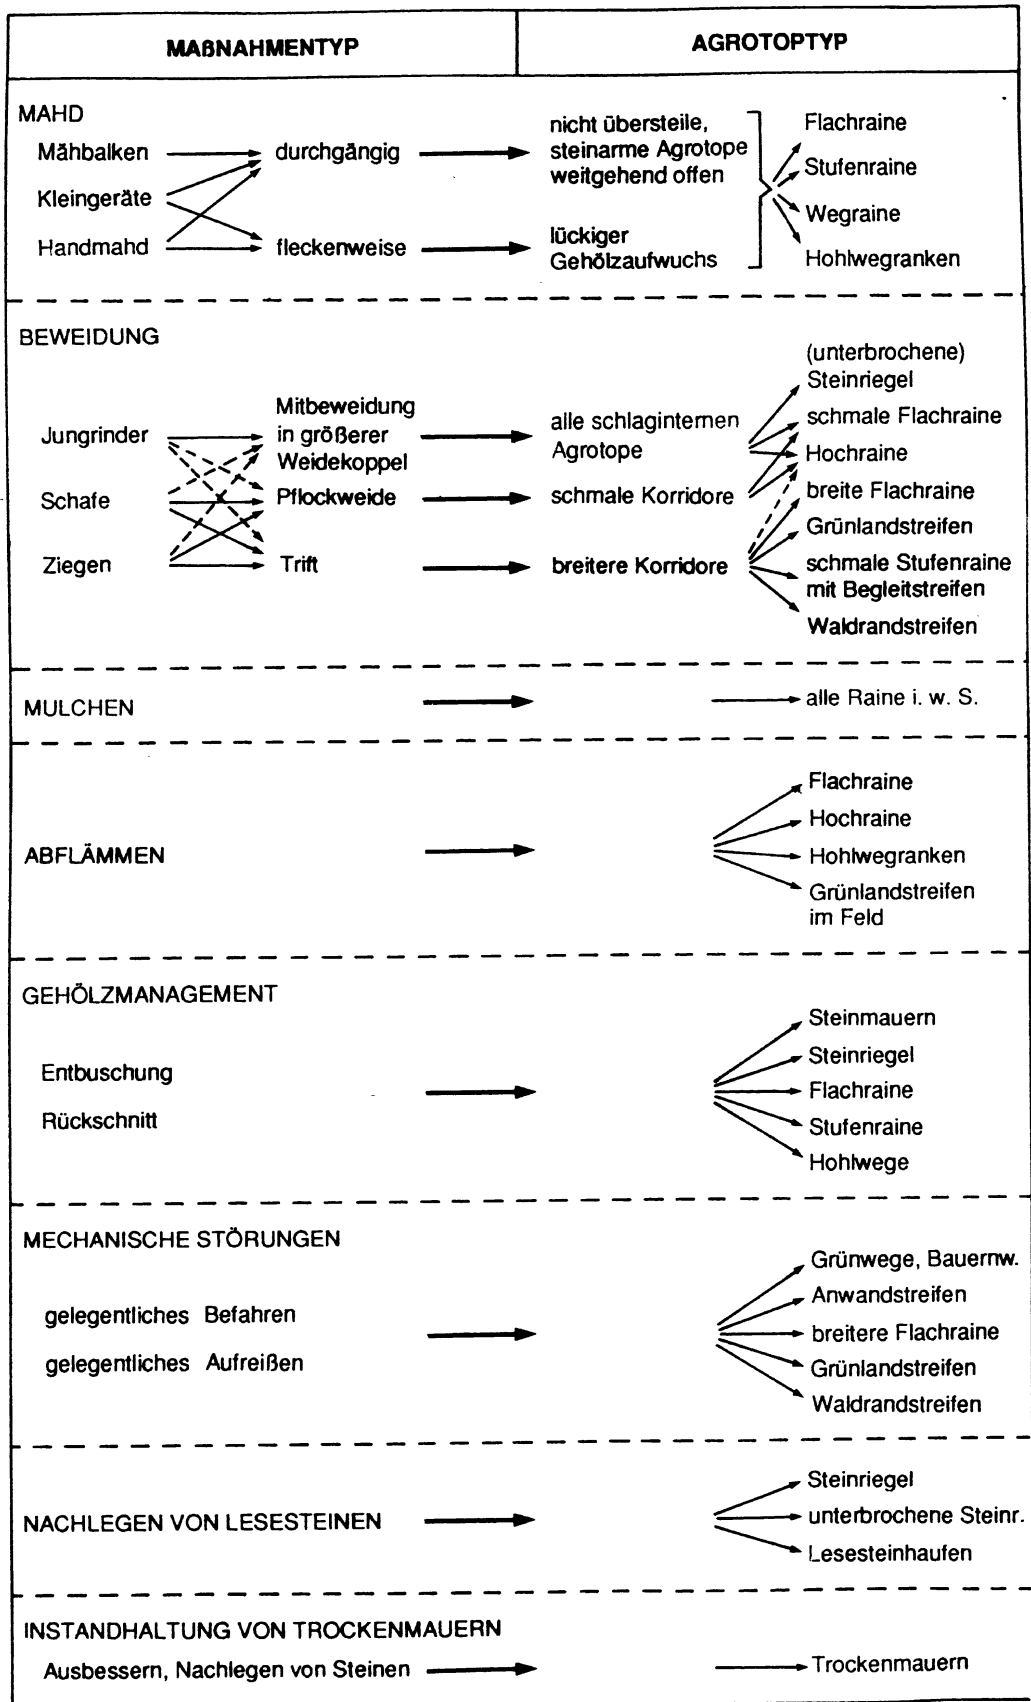 MAßNAHMENTYP
AGROTOPTYP
MAHD
Mähbalken
Kleingeräte
Handmahd
durchgängig
fleckenweise
nicht übersteile,
steinarme Agrotope
weitgehend offen
lückiger
Gehölzaufwuchs
Flachraine
Stufenraine
Wegraine
Hohlwegranken
BEWEIDUNG
Jungrinder
Schafe
Ziegen
Mitbeweidung
in größerer
Weidekoppel
Pflockweide
Trift
alle schlaginternen
Agrotope
schmale Korridore
breitere Korridore
(unterbrochene)
Steinriegel
schmale Flachraine
Hochraine
breite Flachraine
Grünlandstreifen
schmale Stufenraine
mit Begleitstreifen
Waldrandstreifen
MULCHEN
alle Raine i. w. S.
ABFLÄMMEN
Flachraine
Hochraine
Hohlwegranken
Grünlandstreifen
im Feld
GEHÖLZMANAGEMENT
Entbuschung
Rückschnitt
Steinmauern
Steinriegel
Flachraine
Stufenraine
Hohlwege
MECHANISCHE STÖRUNGEN
gelegentliches Befahren
gelegentliches Aufreißen
Grünwege, Bauernw.
Anwandstreifen
breitere Flachraine
Grünlandstreifen
Waldrandstreifen
NACHLEGEN VON LESESTEINEN
Steinriegel
unterbrochene Steinr.
Lesesteinhaufen
INSTANDHALTUNG VON TROCKENMAUERN
Ausbessern, Nachlegen von Steinen
Trockenmauern